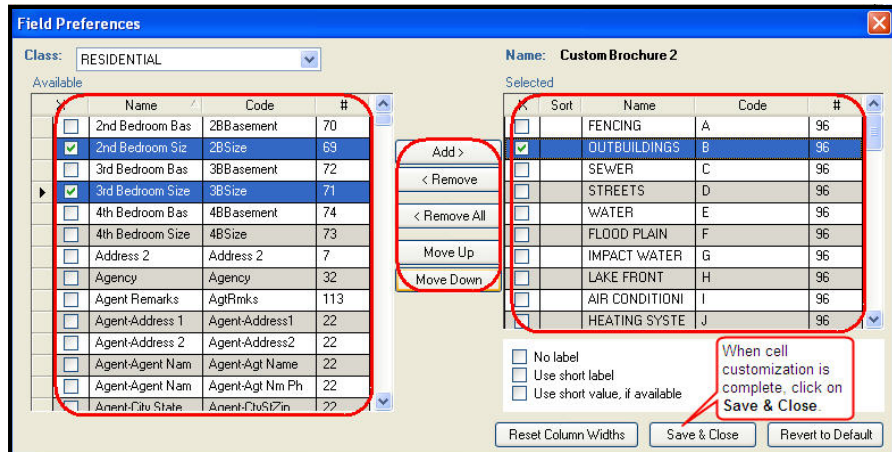 Field Preferences
Class: RESIDENTIAL
Name: Custom Brochure 2
Available
X Name Code #
2nd Bedroom Bas 2BBasement 70
2nd Bedroom Siz 2BSize 69
3rd Bedroom Bas 3BBasement 72
3rd Bedroom Size 3BSize 71
4th Bedroom Bas 4BBasement 74
4th Bedroom Size 4BSize 73
Address 2 Address 2 7
Agency Agency 32
Agent Remarks AgtRmks 113
Agent-Address 1 Agent-Address1 22
Agent-Address 2 Agent-Address2 22
Agent-Agent Nam Agent-Agt Name 22
Agent-Agent Nam Agent-Agt Nm Ph 22
Agent-City State Agent-CtyStZip 22
Add >
< Remove
< Remove All
Move Up
Move Down
Selected
X Sort Name Code #
FENCING A 96
OUTBUILDINGS B 96
SEWER C 96
STREETS D 96
WATER E 96
FLOOD PLAIN F 96
IMPACT WATER G 96
LAKE FRONT H 96
AIR CONDITIONI I 96
HEATING SYSTE J 96
No label
Use short label
Use short value, if available
When cell
customization is
complete, click on
Save & Close.
Reset Column Widths Save & Close Revert to Default